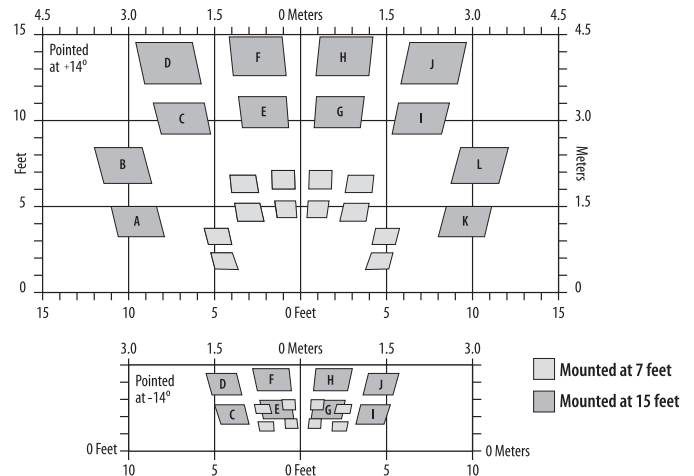 4.5 3.0 1.5 0 Meters 1.5 3.0 4.5
15 4.5
Pointed
at +14°
D F H J
10 3.0
C E G I
Feet Meters
B L
5 1.5
A K
0 0
15 10 5 0 Feet 5 10 15
3.0 1.5 0 Meters 1.5 3.0
Pointed
at -14°
D F H J
C E G I
0 Feet 0 Meters
10 5 0 Feet 5 10
Mounted at 7 feet
Mounted at 15 feet